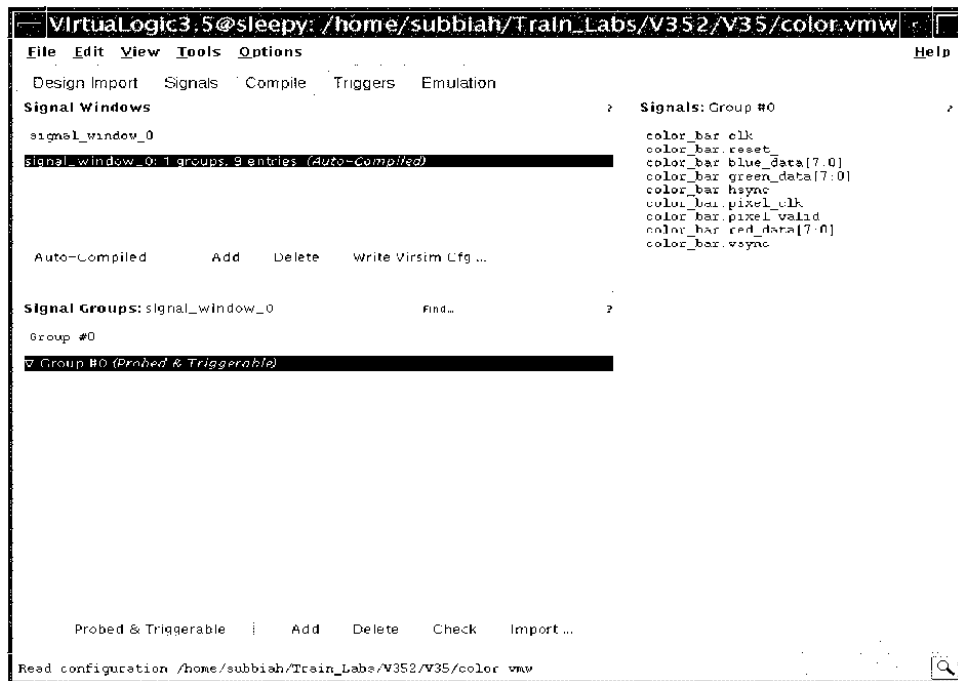 VirtuaLogic3.5@sleepy: /home/subbiah/Train_Labs/V352/V35/color.vmw
File Edit View Tools Options Help
Design Import Signals Compile Triggers Emulation
Signal Windows ?
signal_window_0
signal_window_0: 1 groups, 9 entries (Auto-Compiled)
Auto-Compiled Add Delete Write Virsim Cfg ...
Signal Groups: signal_window_0 Find... ?
Group #0
▽ Group #0 (Probed & Triggerable)
Probed & Triggerable Add Delete Check Import ...
Signals: Group #0 ?
color_bar.clk
color_bar.reset_
color_bar.blue_data[7:0]
color_bar.green_data[7:0]
color_bar.hsync
color_bar.pixel_clk
color_bar.pixel_valid
color_bar.red_data[7:0]
color_bar.vsync
Read configuration /home/subbiah/Train_Labs/V352/V35/color.vmw